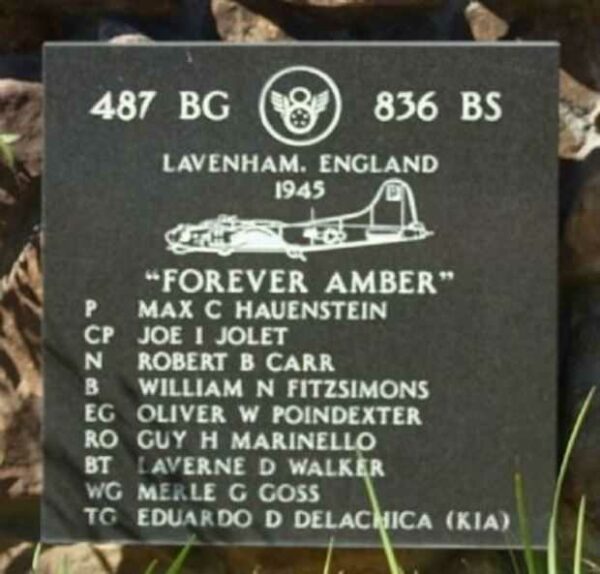 487 BG 836 BS
LAVENHAM, ENGLAND
1945
"FOREVER AMBER"
P MAX C HAUENSTEIN
CP JOE I JOLET
N ROBERT B CARR
B WILLIAM N FITZSIMONS
EG OLIVER W POINDEXTER
RO GUY H MARINELLO
BT LAVERNE D WALKER
WG MERLE G GOSS
TG EDUARDO D DELACHICA (KIA)